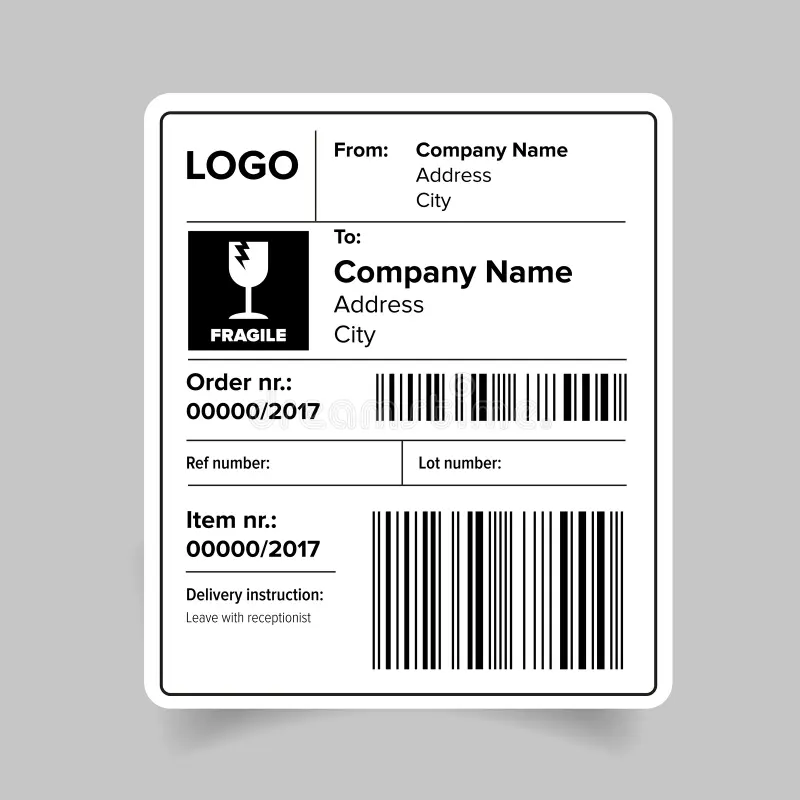 LOGO
From: Company Name
Address
City
FRAGILE
To:
Company Name
Address
City
Order nr.:
00000/2017
dreamstime
Ref number:
Lot number:
Item nr.:
00000/2017
Delivery instruction:
Leave with receptionist